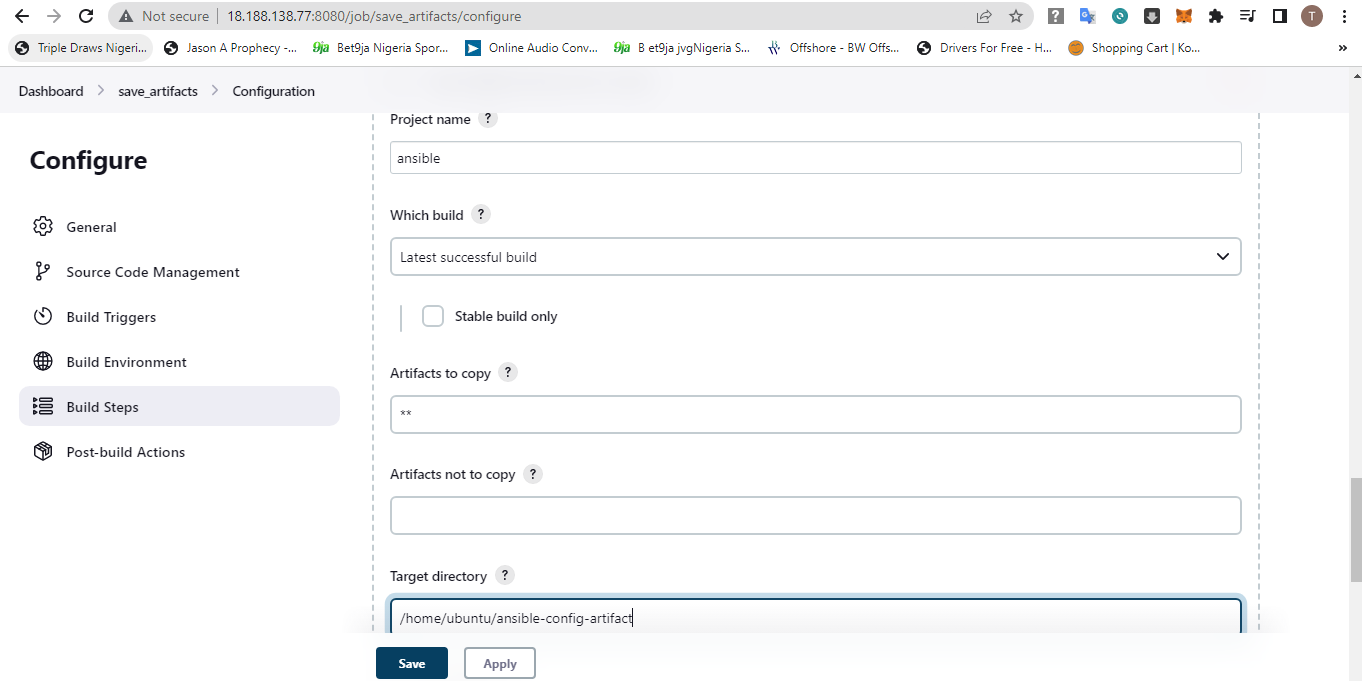 Not secure | 18.188.138.77:8080/job/save_artifacts/configure T
Triple Draws Nigeri... Jason A Prophecy -... 9ja Bet9ja Nigeria Spor... Online Audio Conv... 9ja B et9ja jvgNigeria S... Offshore - BW Offs... Drivers For Free - H... Shopping Cart | Ko... »
Dashboard > save_artifacts > Configuration
Configure
General
Source Code Management
Build Triggers
Build Environment
Build Steps
Post-build Actions
Project name ?
ansible
Which build ?
Latest successful build
Stable build only
Artifacts to copy ?
**
Artifacts not to copy ?
Target directory ?
/home/ubuntu/ansible-config-artifact
Save Apply